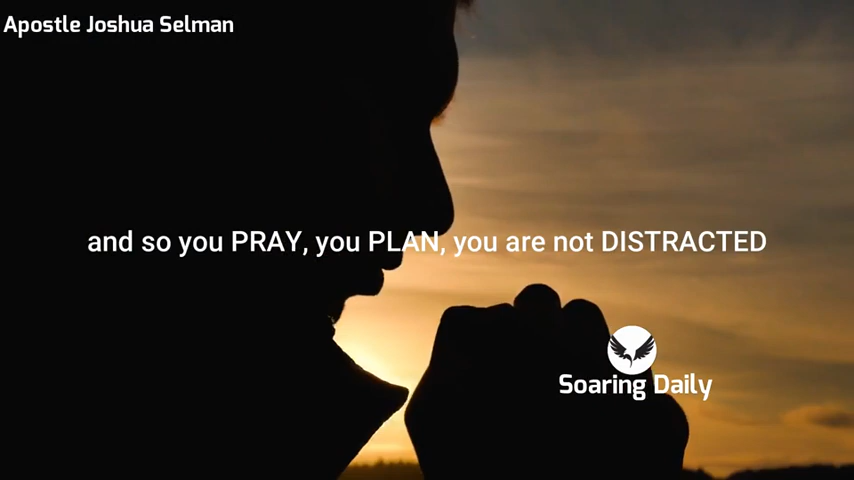 Apostle Joshua Selman
and so you PRAY, you PLAN, you are not DISTRACTED
Soaring Daily